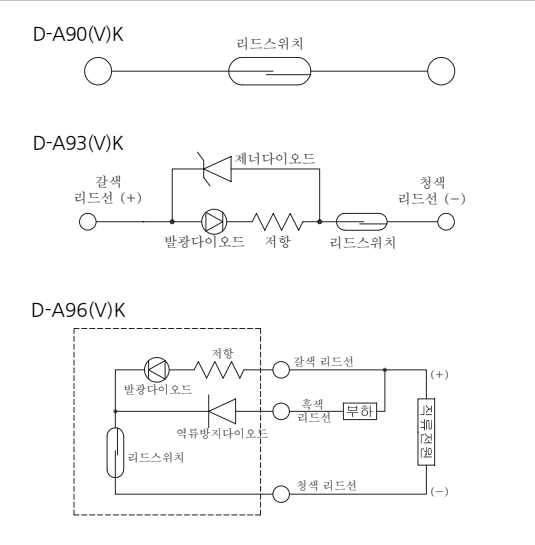 D-A90(V)K
리드스위치
D-A93(V)K
제너다이오드
갈색
리드선 (+)
청색
리드선 (−)
발광다이오드
저항
리드스위치
D-A96(V)K
저항
갈색 리드선
(+)
발광다이오드
흑색
리드선
부하
직류전원
역류방지다이오드
리드스위치
청색 리드선
(−)